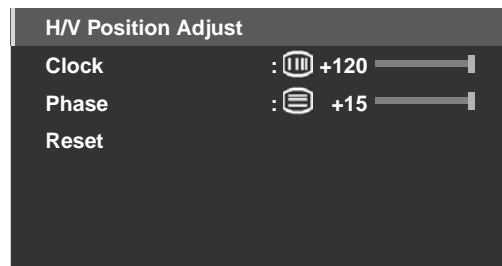 H/V Position Adjust
Clock : +120
Phase : +15
Reset